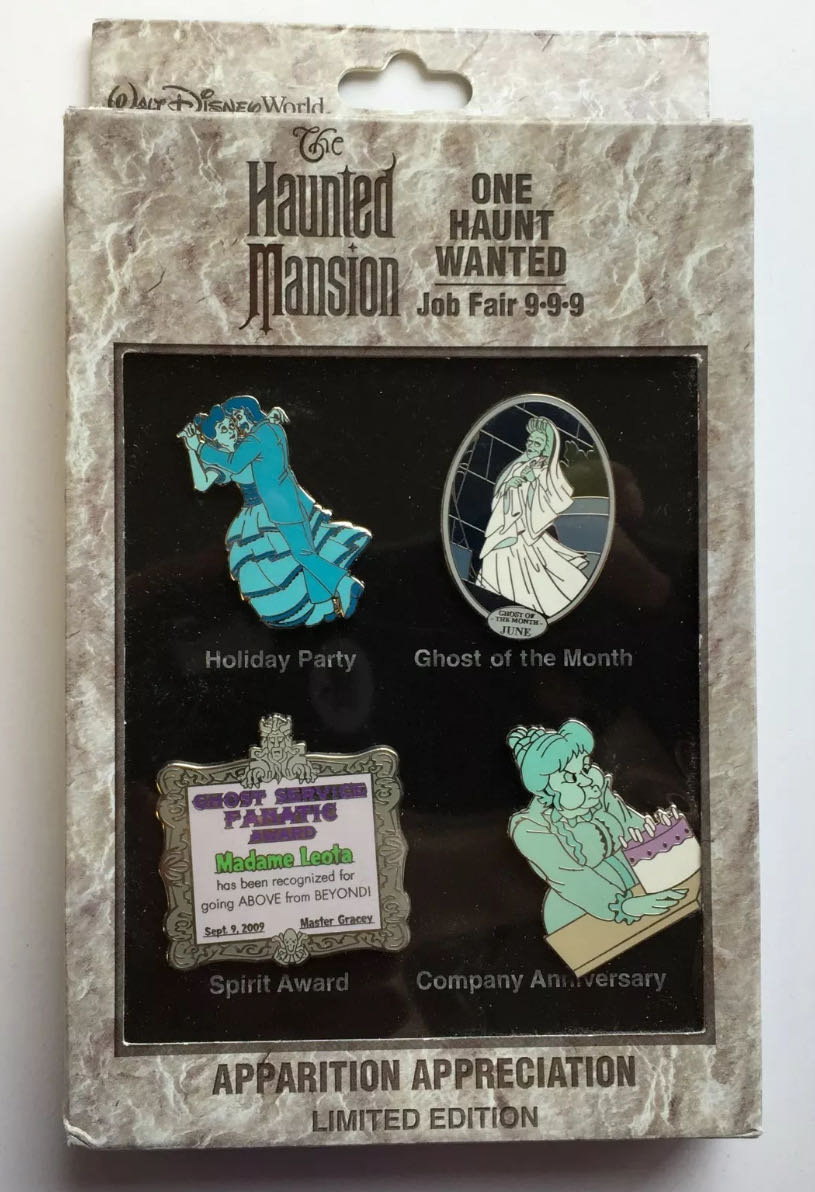 Walt Disney World.
The
Haunted
Mansion
ONE
HAUNT
WANTED
Job Fair 9•9•9
GHOST OF
- THE MONTH -
JUNE
Holiday Party
Ghost of the Month
GHOST SERVICE
FANATIC
AWARD
Madame Leota
has been recognized for
going ABOVE from BEYOND!
Sept. 9, 2009 Master Gracey
Spirit Award
Company Anniversary
APPARITION APPRECIATION
LIMITED EDITION